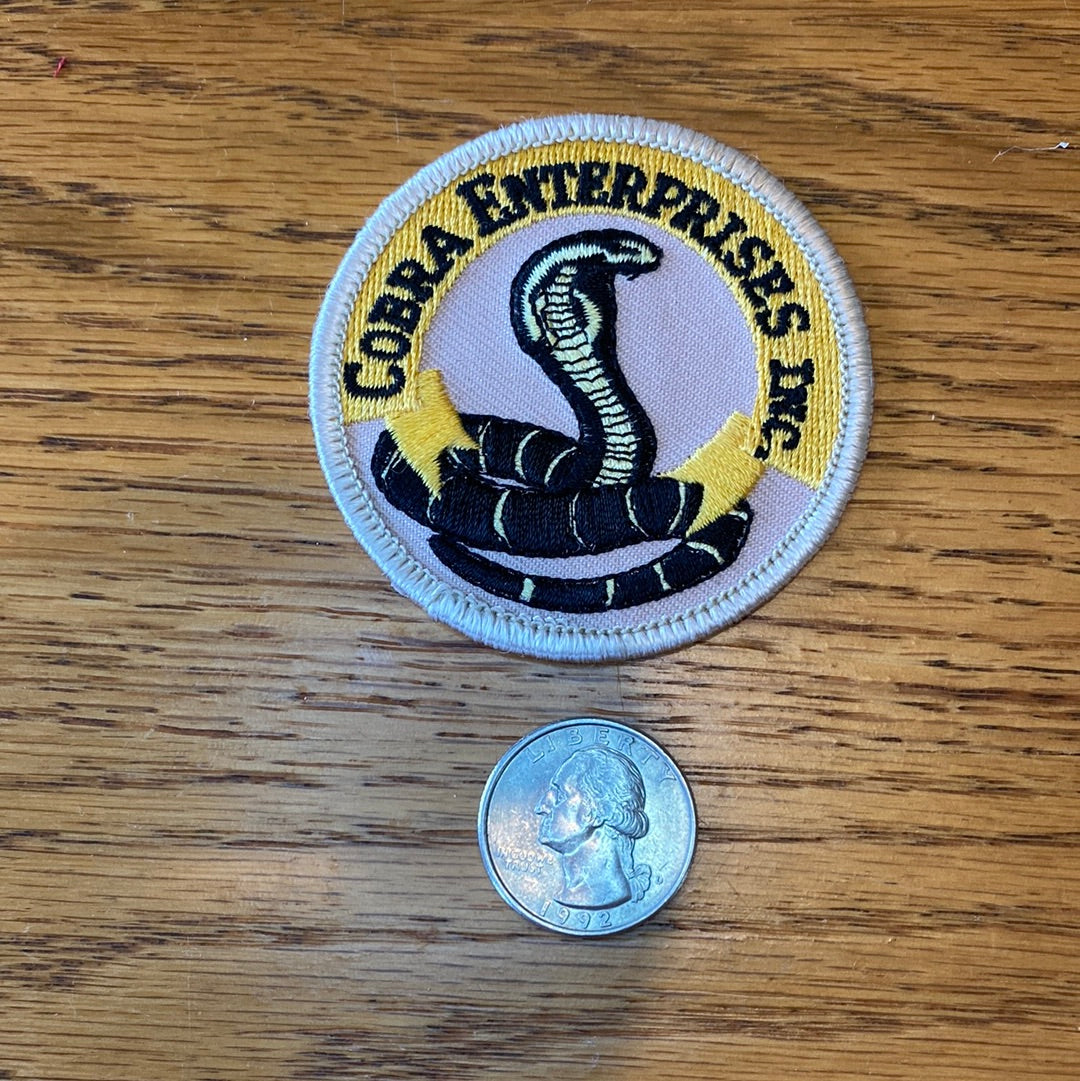 COBRA ENTERPRISES INC.
LIBERTY
IN GOD WE
TRUST
1992